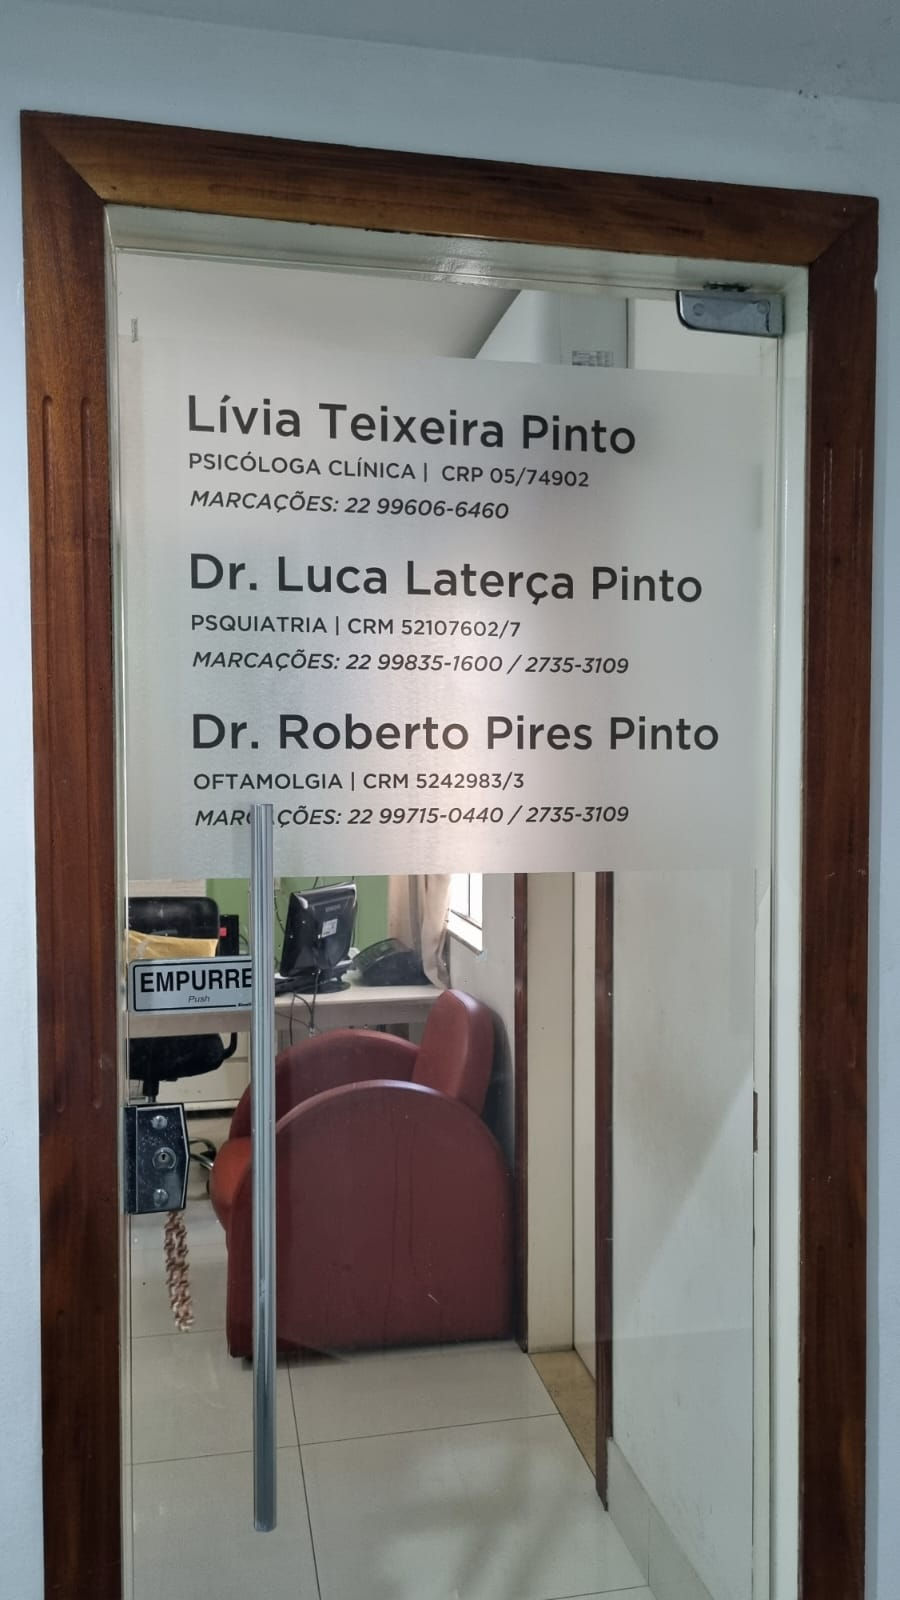 Lívia Teixeira Pinto
PSICÓLOGA CLÍNICA | CRP 05/74902
MARCAÇÕES: 22 99606-6460
Dr. Luca Laterça Pinto
PSQUIATRIA | CRM 52107602/7
MARCAÇÕES: 22 99835-1600 / 2735-3109
Dr. Roberto Pires Pinto
OFTAMOLGIA | CRM 5242983/3
MARCAÇÕES: 22 99715-0440 / 2735-3109
EMPURRE
Push